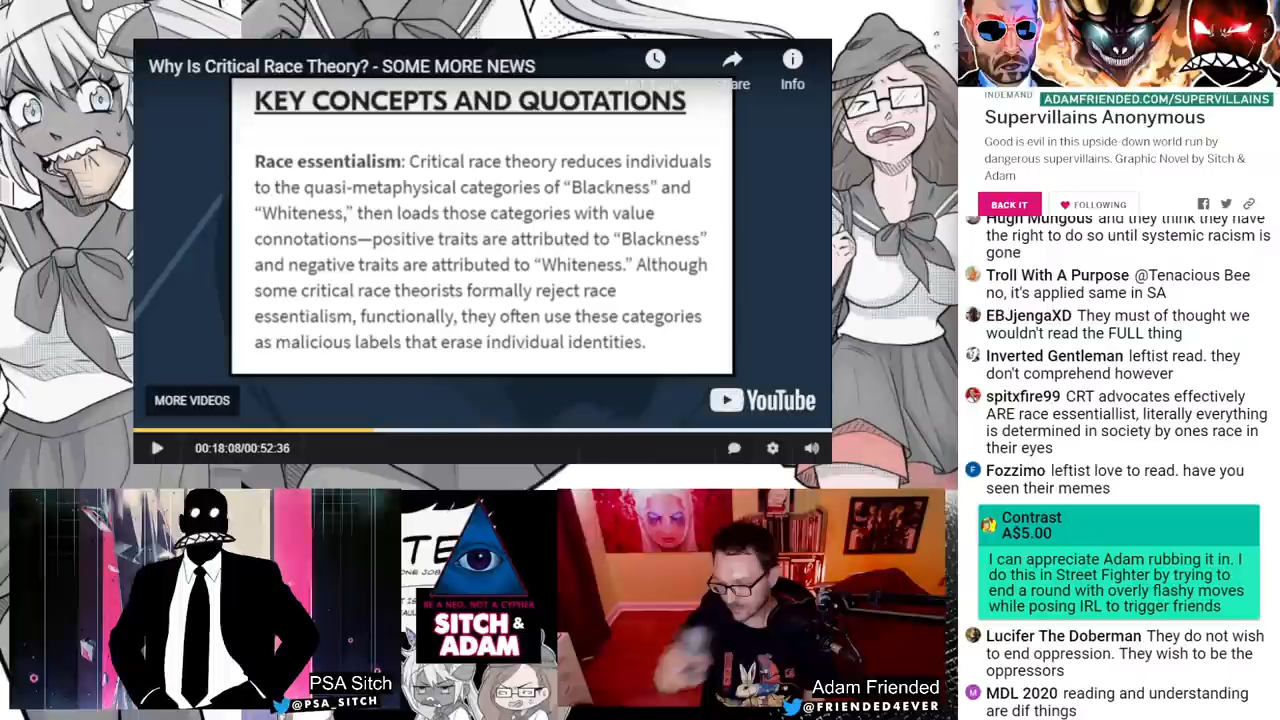 Why Is Critical Race Theory? - SOME MORE NEWS
Share
Info
KEY CONCEPTS AND QUOTATIONS
Race essentialism: Critical race theory reduces individuals
to the quasi-metaphysical categories of “Blackness” and
“Whiteness,” then loads those categories with value
connotations—positive traits are attributed to “Blackness”
and negative traits are attributed to “Whiteness.” Although
some critical race theorists formally reject race
essentialism, functionally, they often use these categories
as malicious labels that erase individual identities.
MORE VIDEOS
YouTube
00:18:08/00:52:36
BE A NEO, NOT A CYPHER
SITCH &
ADAM
PSA Sitch
@PSA_SITCH
Adam Friended
@FRIENDED4EVER
INDEMAND
ADAMFRIENDED.COM/SUPERVILLAINS
Supervillains Anonymous
Good is evil in this upside-down world run by
dangerous supervillains. Graphic Novel by Sitch &
Adam
BACK IT
FOLLOWING
Hugh Mungous and they think they have
the right to do so until systemic racism is
gone
Troll With A Purpose @Tenacious Bee
no, it's applied same in SA
EBJjengaXD They must of thought we
wouldn't read the FULL thing
Inverted Gentleman leftist read. they
don't comprehend however
spitxfire99 CRT advocates effectively
ARE race essentiallist, literally everything
is determined in society by ones race in
their eyes
Fozzimo leftist love to read. have you
seen their memes
Contrast
A$5.00
I can appreciate Adam rubbing it in. I
do this in Street Fighter by trying to
end a round with overly flashy moves
while posing IRL to trigger friends
Lucifer The Doberman They do not wish
to end oppression. They wish to be the
oppressors
MDL 2020 reading and understanding
are dif things